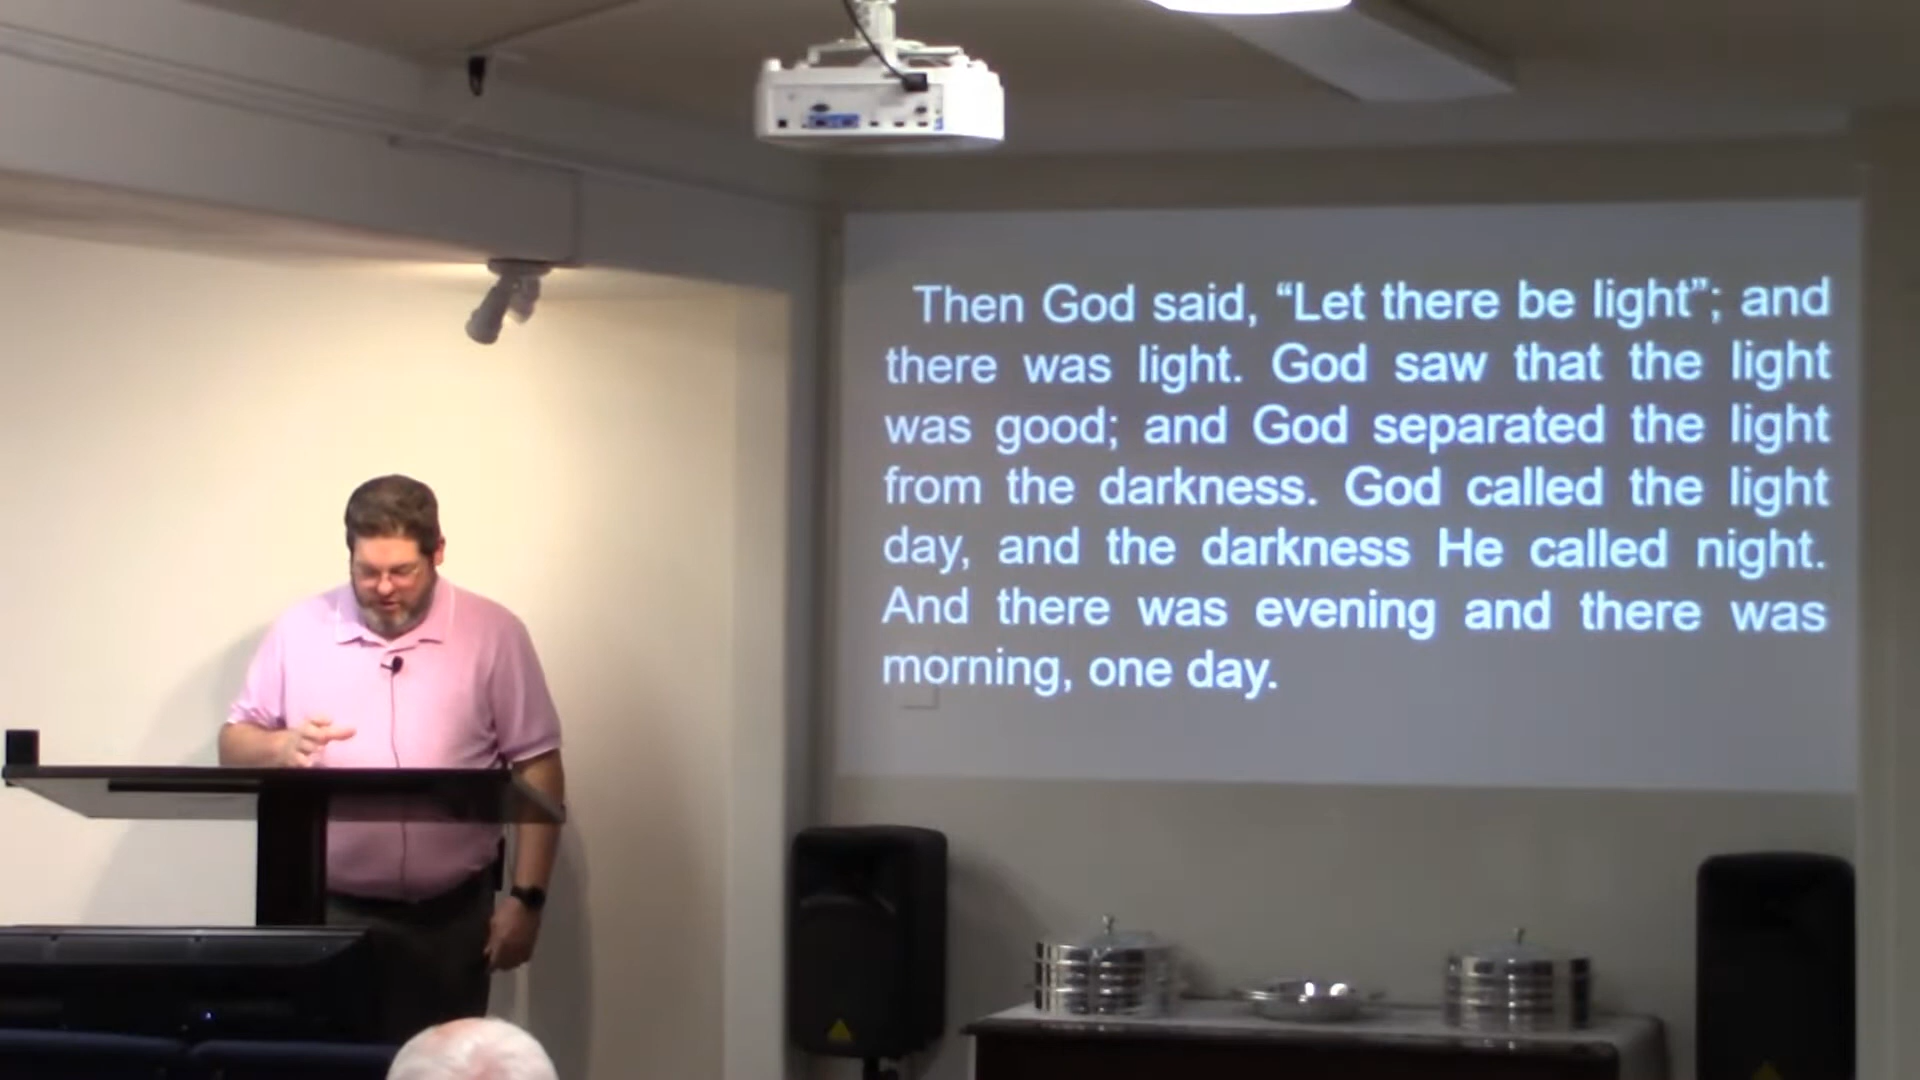 Then God said, “Let there be light”; and
there was light. God saw that the light
was good; and God separated the light
from the darkness. God called the light
day, and the darkness He called night.
And there was evening and there was
morning, one day.